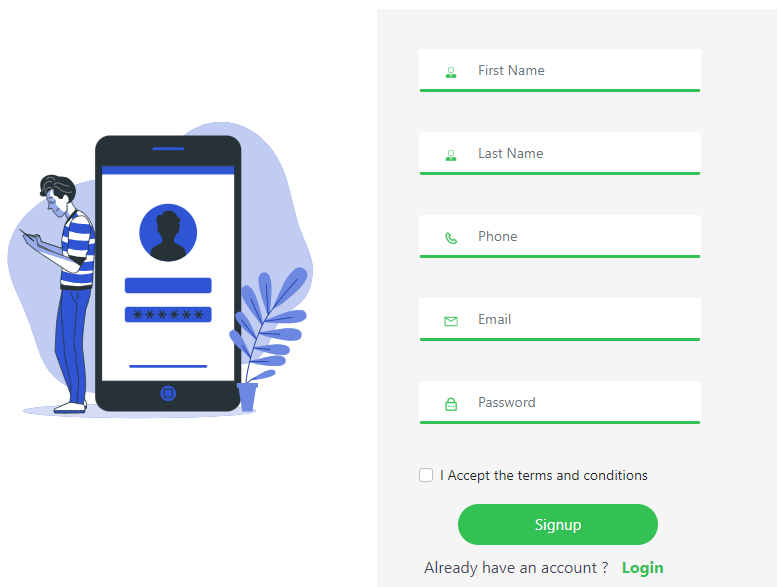 First Name
Last Name
Phone
Email
Password
I Accept the terms and conditions
Signup
Already have an account ? Login